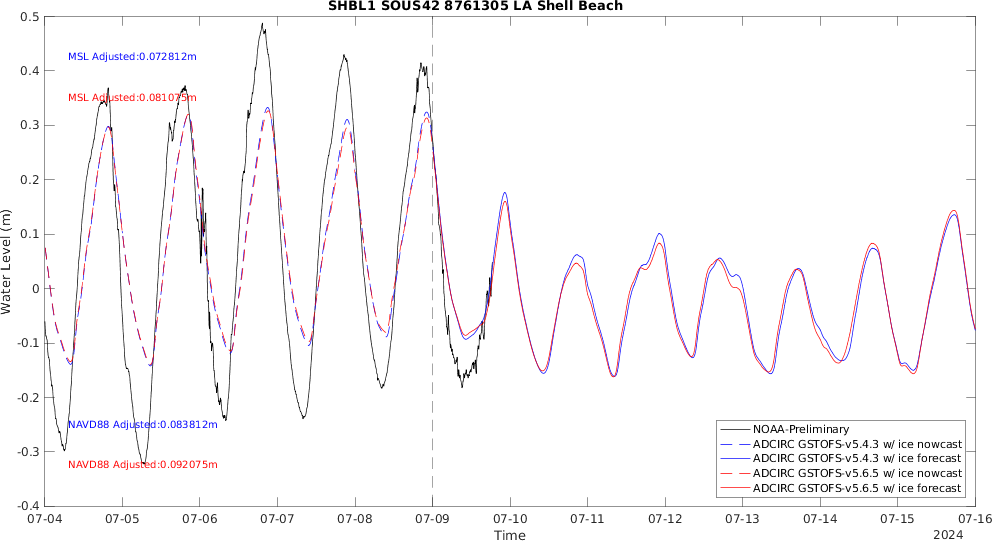 SHBL1 SOUS42 8761305 LA Shell Beach
0.5
0.4
0.3
0.2
0.1
0
-0.1
-0.2
-0.3
-0.4
Water Level (m)
MSL Adjusted:0.072812m
MSL Adjusted:0.081075m
NAVD88 Adjusted:0.083812m
NAVD88 Adjusted:0.092075m
NOAA-Preliminary
ADCIRC GSTOFS-v5.4.3 w/ ice nowcast
ADCIRC GSTOFS-v5.4.3 w/ ice forecast
ADCIRC GSTOFS-v5.6.5 w/ ice nowcast
ADCIRC GSTOFS-v5.6.5 w/ ice forecast
07-04 07-05 07-06 07-07 07-08 07-09 07-10 07-11 07-12 07-13 07-14 07-15 07-16
Time
2024